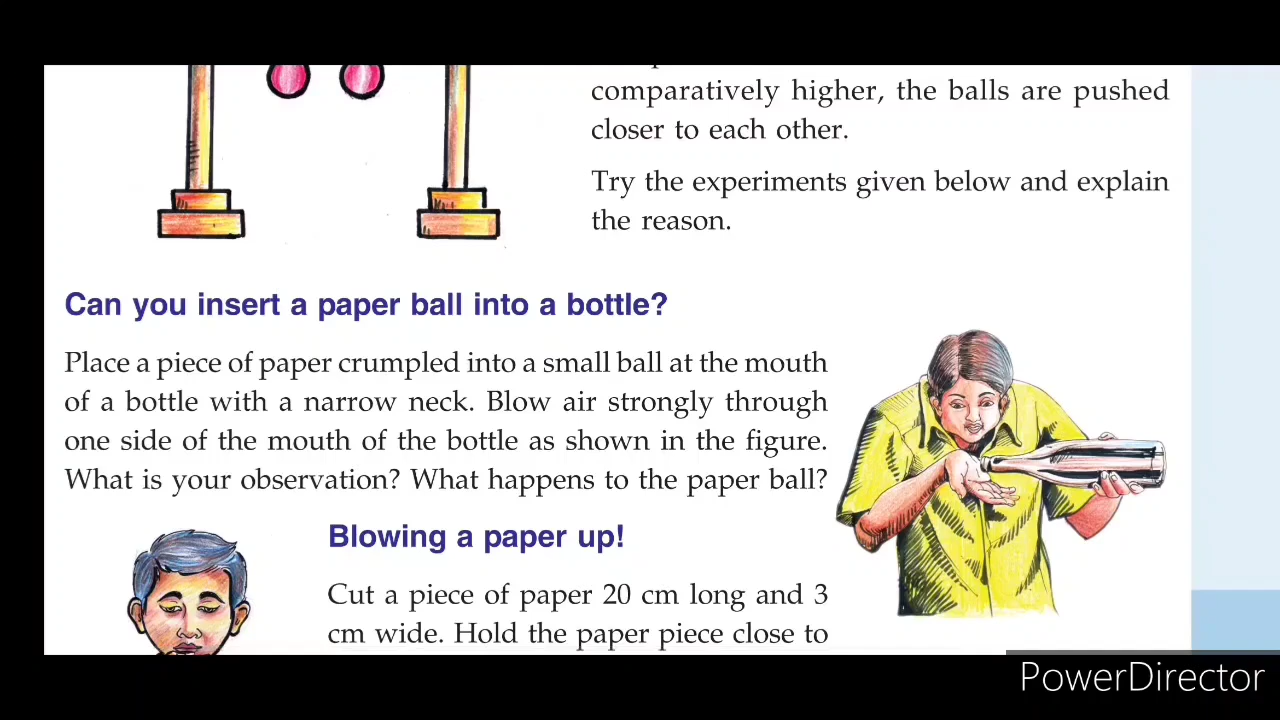 comparatively higher, the balls are pushed
closer to each other.
Try the experiments given below and explain
the reason.
Can you insert a paper ball into a bottle?
Place a piece of paper crumpled into a small ball at the mouth
of a bottle with a narrow neck. Blow air strongly through
one side of the mouth of the bottle as shown in the figure.
What is your observation? What happens to the paper ball?
Blowing a paper up!
Cut a piece of paper 20 cm long and 3
cm wide. Hold the paper piece close to
PowerDirector